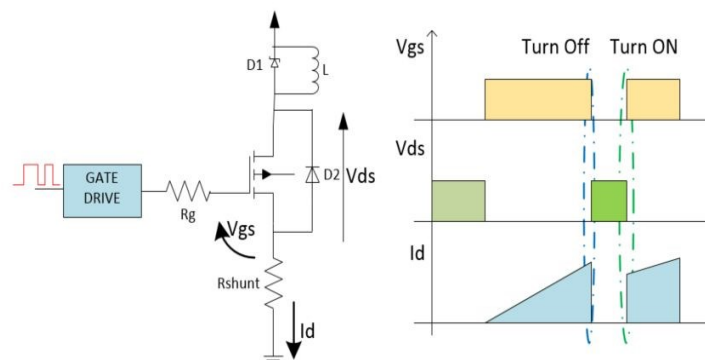 D1
L
GATE
DRIVE
Rg
D2
Vds
Vgs
Rshunt
Id
Vgs
Turn Off
Turn ON
Vds
Id